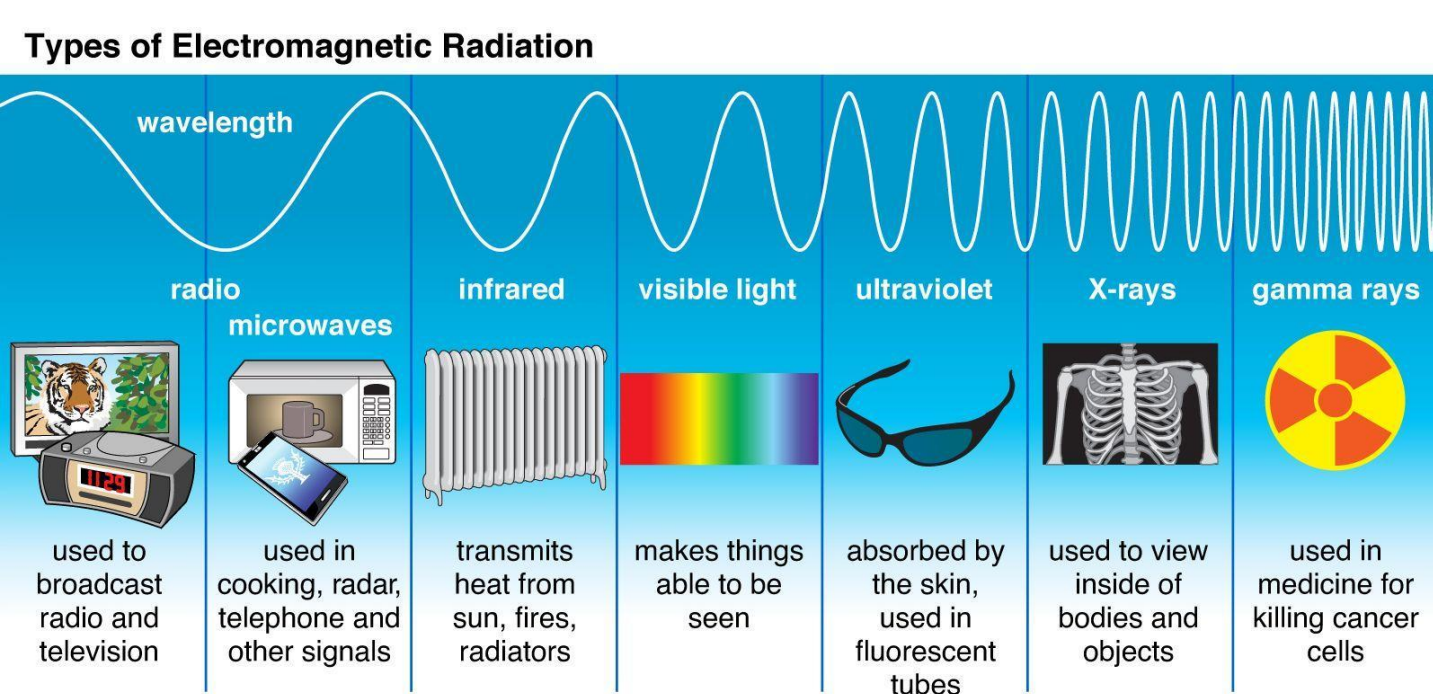 Types of Electromagnetic Radiation
wavelength
radio
microwaves
infrared
visible light
ultraviolet
X-rays
gamma rays
11:29
used to
broadcast
radio and
television
used in
cooking, radar,
telephone and
other signals
transmits
heat from
sun, fires,
radiators
makes things
able to be
seen
absorbed by
the skin,
used in
fluorescent
tubes
used to view
inside of
bodies and
objects
used in
medicine for
killing cancer
cells